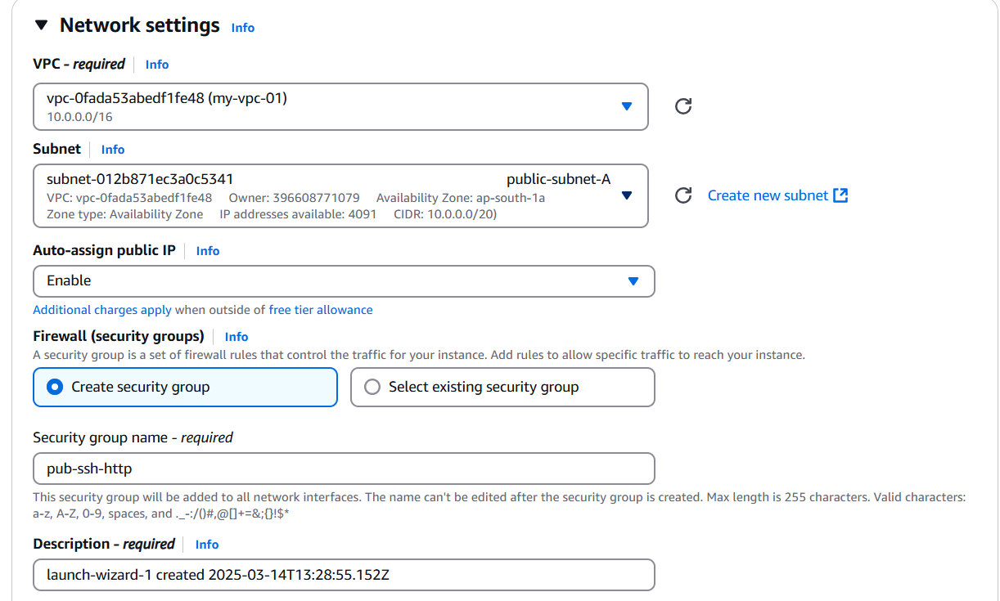 Network settings Info
VPC - required Info
vpc-0fada53abedf1fe48 (my-vpc-01)
10.0.0.0/16
Subnet Info
subnet-012b871ec3a0c5341 public-subnet-A
VPC: vpc-0fada53abedf1fe48 Owner: 396608771079 Availability Zone: ap-south-1a
Zone type: Availability Zone IP addresses available: 4091 CIDR: 10.0.0.0/20)
Create new subnet
Auto-assign public IP Info
Enable
Additional charges apply when outside of free tier allowance
Firewall (security groups) Info
A security group is a set of firewall rules that control the traffic for your instance. Add rules to allow specific traffic to reach your instance.
Create security group Select existing security group
Security group name - required
pub-ssh-http
This security group will be added to all network interfaces. The name can't be edited after the security group is created. Max length is 255 characters. Valid characters:
a-z, A-Z, 0-9, spaces, and ._-:/()#,@[]+=&;{}!$*
Description - required Info
launch-wizard-1 created 2025-03-14T13:28:55.152Z